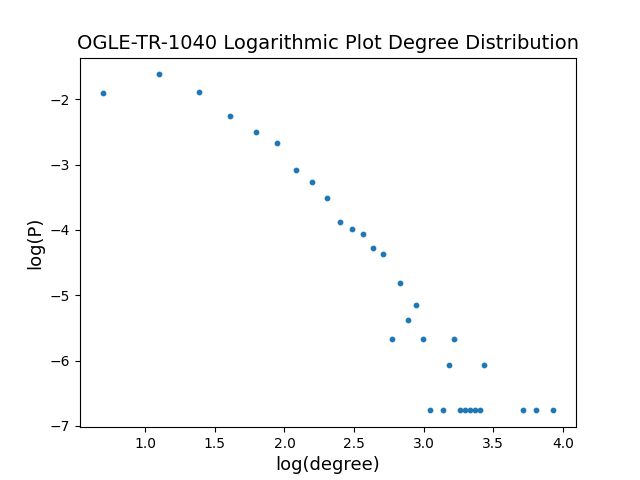 OGLE-TR-1040 Logarithmic Plot Degree Distribution
−2
−3
−4
−5
−6
−7
log(P)
1.0 1.5 2.0 2.5 3.0 3.5 4.0
log(degree)